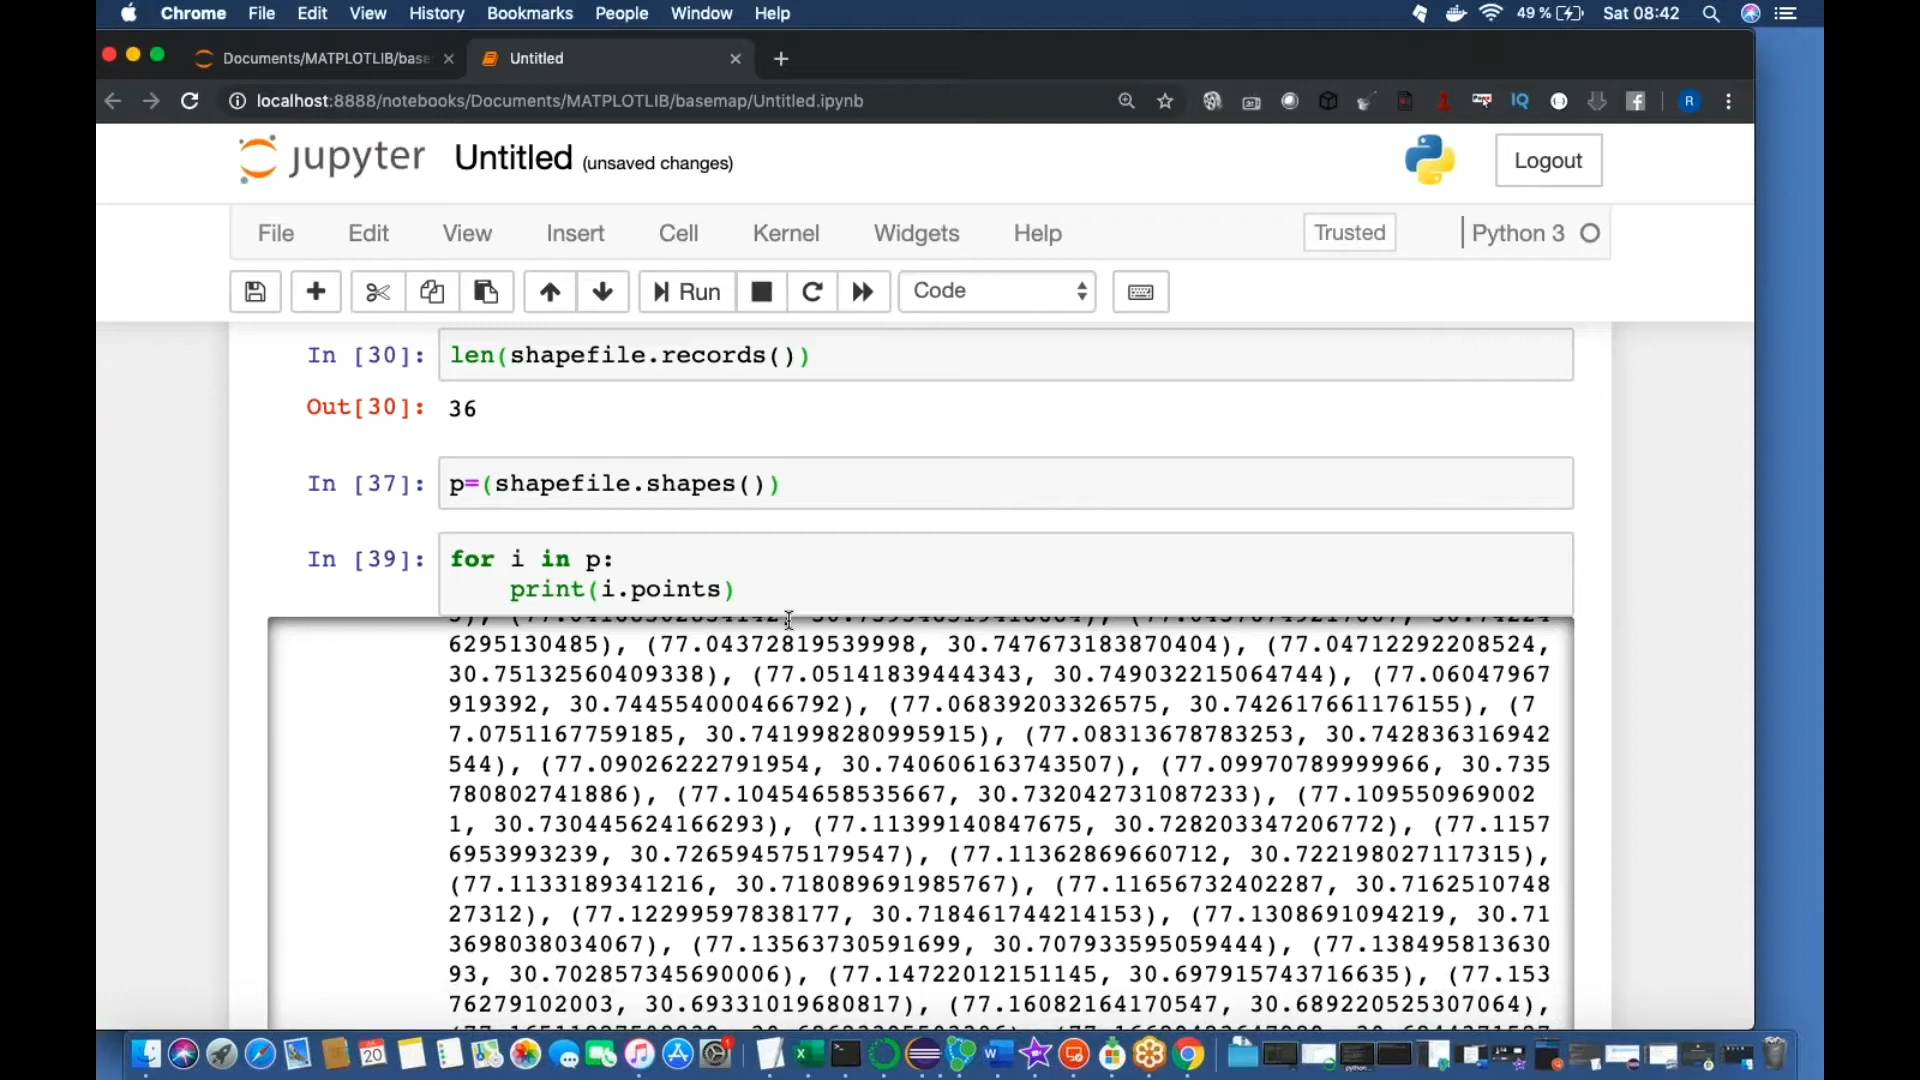 Chrome File Edit View History Bookmarks People Window Help 49 % Sat 08:42
Documents/MATPLOTLIB/base Untitled
localhost:8888/notebooks/Documents/MATPLOTLIB/basemap/Untitled.ipynb
jupyter Untitled (unsaved changes) Logout
File Edit View Insert Cell Kernel Widgets Help Trusted Python 3
Run Code
In [30]: len(shapefile.records())
Out[30]: 36
In [37]: p=(shapefile.shapes())
In [39]: for i in p:
print(i.points)
6295130485), (77.04372819539998, 30.747673183870404), (77.04712292208524,
30.75132560409338), (77.05141839444343, 30.749032215064744), (77.06047967
919392, 30.744554000466792), (77.06839203326575, 30.742617661176155), (7
7.0751167759185, 30.741998280995915), (77.08313678783253, 30.742836316942
544), (77.09026222791954, 30.740606163743507), (77.09970789999966, 30.735
780802741886), (77.10454658535667, 30.732042731087233), (77.109550969002
1, 30.730445624166293), (77.11399140847675, 30.728203347206772), (77.1157
6953993239, 30.726594575179547), (77.11362869660712, 30.722198027117315),
(77.1133189341216, 30.718089691985767), (77.11656732402287, 30.7162510748
27312), (77.12299597838177, 30.718461744214153), (77.1308691094219, 30.71
3698038034067), (77.13563730591699, 30.707933595059444), (77.138495813630
93, 30.702857345690006), (77.14722012151145, 30.697915743716635), (77.153
76279102003, 30.69331019680817), (77.16082164170547, 30.689220525307064),